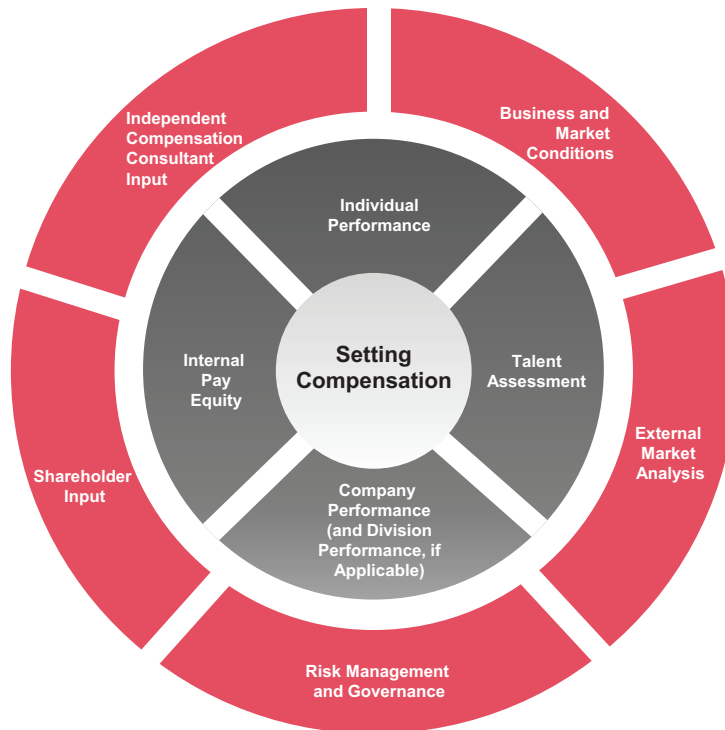 Independent
Compensation
Consultant
Input
Business and
Market
Conditions
Individual
Performance
Internal
Pay
Equity
Setting
Compensation
Talent
Assessment
External
Market
Analysis
Shareholder
Input
Company
Performance
(and Division
Performance, if
Applicable)
Risk Management
and Governance